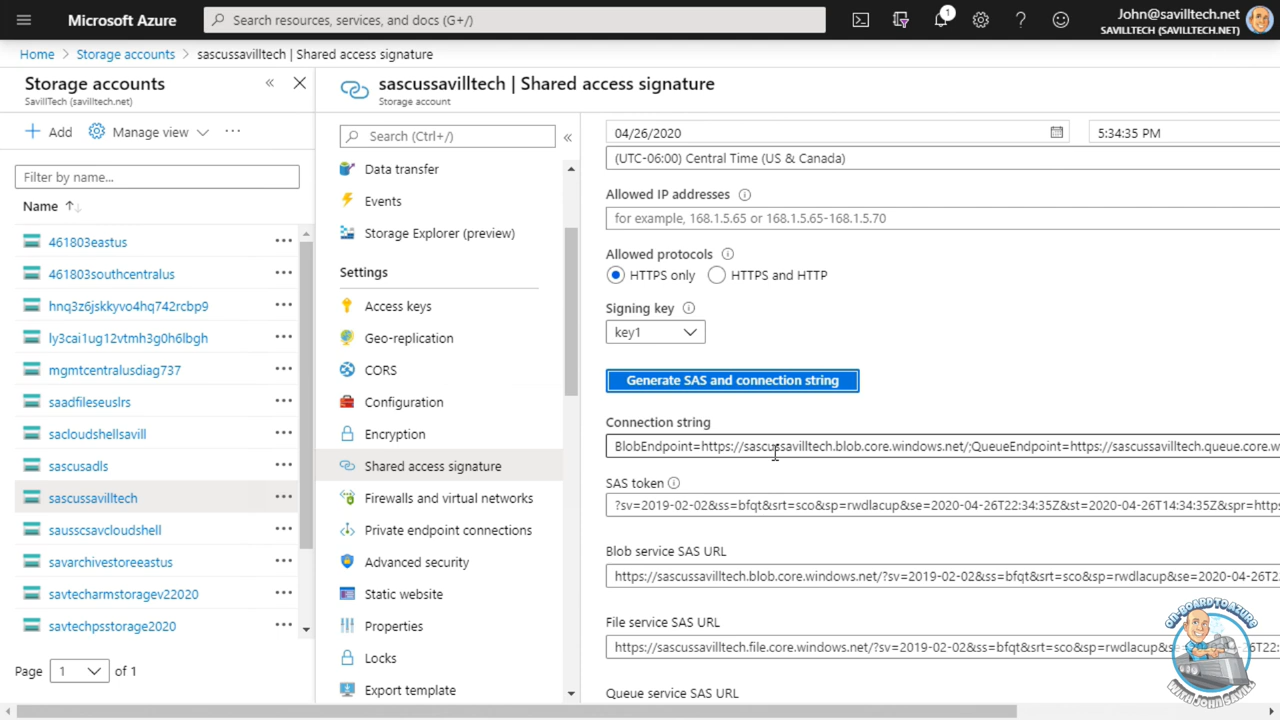 Microsoft Azure
Search resources, services, and docs (G+/)
1
John@savilltech.net
SAVILLTECH (SAVILLTECH.NET)
Home > Storage accounts > sascussavilltech | Shared access signature
Storage accounts
SavillTech (savilltech.net)
Add
Manage view
Filter by name...
Name
461803eastus
461803southcentralus
hnq3z6jskkyvo4hq742rcbp9
ly3cai1ug12vtmh3g0h6lbgh
mgmtcentralusdiag737
saadfileseuslrs
sacloudshellsavill
sascusadls
sascussavilltech
sausscsavcloudshell
savarchivestoreeastus
savtecharmstoragev22020
savtechpsstorage2020
Page 1 of 1
sascussavilltech | Shared access signature
Storage account
Search (Ctrl+/)
Data transfer
Events
Storage Explorer (preview)
Settings
Access keys
Geo-replication
CORS
Configuration
Encryption
Shared access signature
Firewalls and virtual networks
Private endpoint connections
Advanced security
Static website
Properties
Locks
Export template
04/26/2020
5:34:35 PM
(UTC-06:00) Central Time (US & Canada)
Allowed IP addresses
for example, 168.1.5.65 or 168.1.5.65-168.1.5.70
Allowed protocols
HTTPS only
HTTPS and HTTP
Signing key
key1
Generate SAS and connection string
Connection string
BlobEndpoint=https://sascussavilltech.blob.core.windows.net/;QueueEndpoint=https://sascussavilltech.queue.core.w
SAS token
?sv=2019-02-02&ss=bfqt&srt=sco&sp=rwdlacup&se=2020-04-26T22:34:35Z&st=2020-04-26T14:34:35Z&spr=https
Blob service SAS URL
https://sascussavilltech.blob.core.windows.net/?sv=2019-02-02&ss=bfqt&srt=sco&sp=rwdlacup&se=2020-04-26T2
File service SAS URL
https://sascussavilltech.file.core.windows.net/?sv=2019-02-02&ss=bfqt&srt=sco&sp=rwdlacup&se
Queue service SAS URL
ON-BOARD TO AZURE
WITH JOHN SAVILL